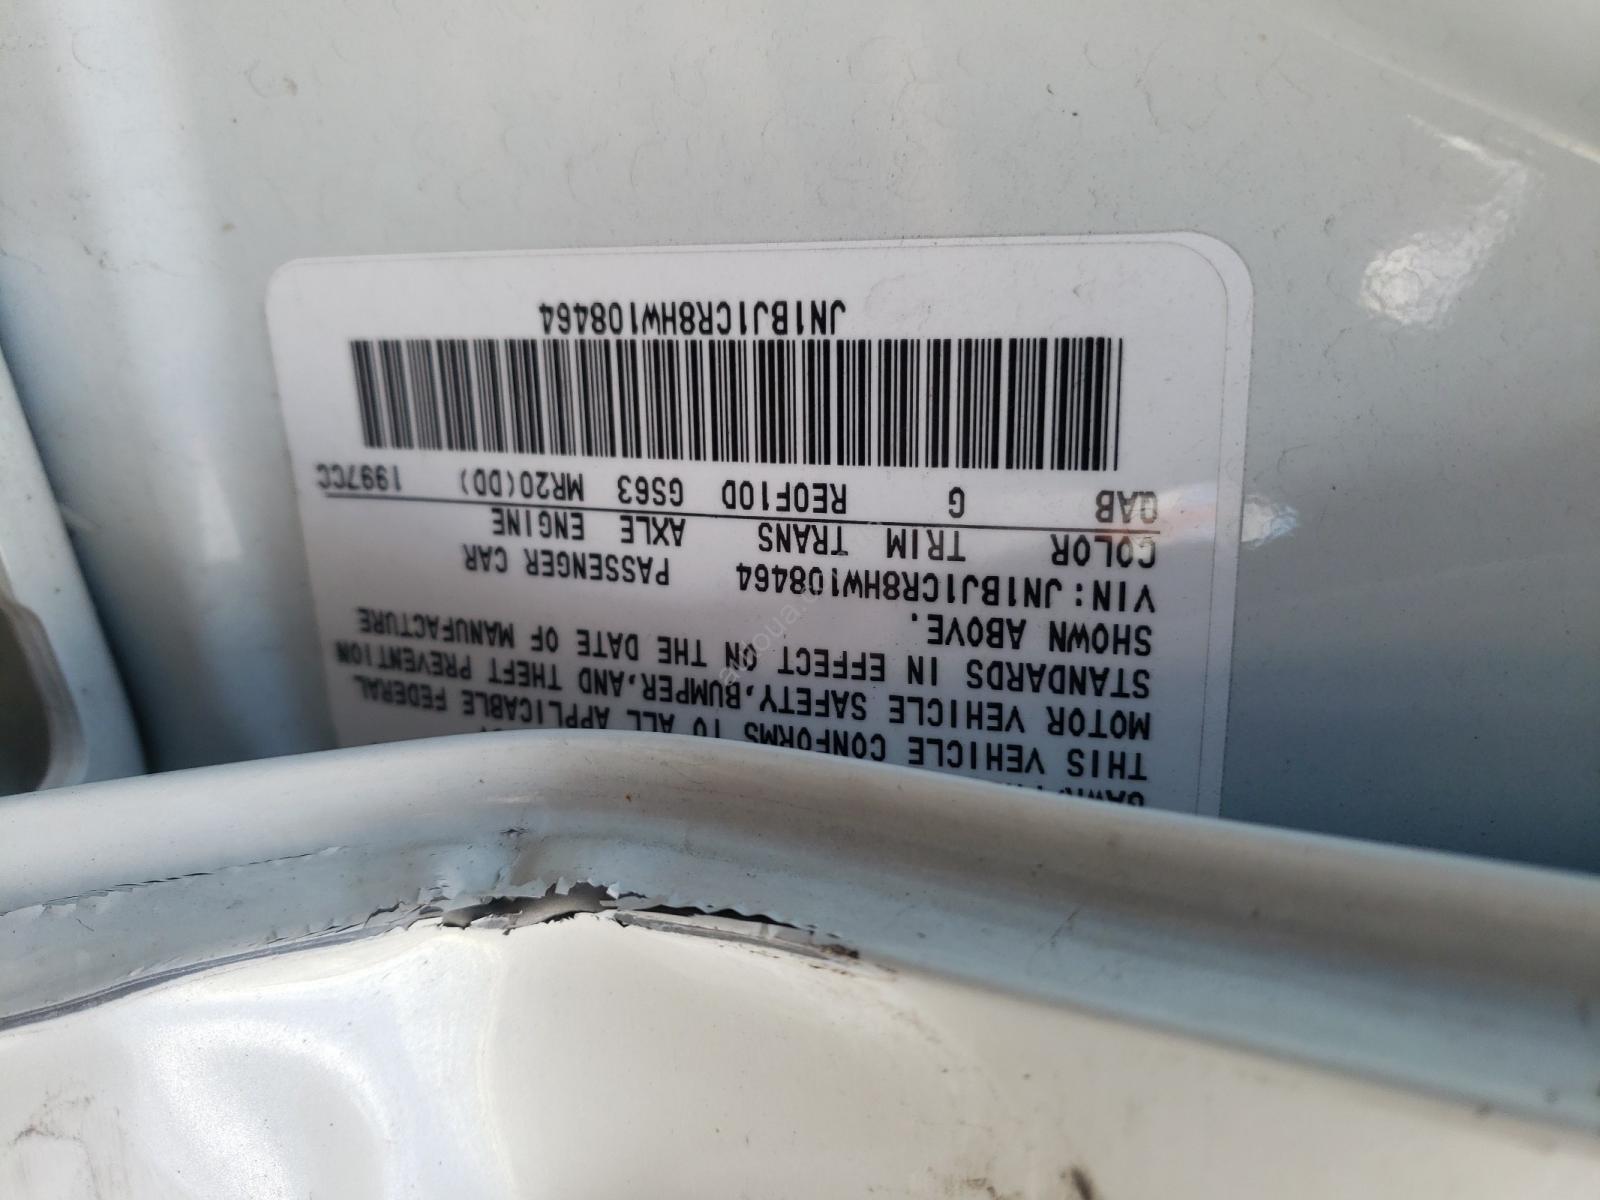 THIS VEHICLE CONFORMS TO ALL APPLICABLE FEDERAL
MOTOR VEHICLE SAFETY,BUMPER,AND THEFT PREVENTION
STANDARDS IN EFFECT ON THE DATE OF MANUFACTURE
SHOWN ABOVE.
VIN:JN1BJ1CR8HW108464 PASSENGER CAR
COLOR TRIM TRANS AXLE ENGINE
QAB G RE0F10D GS63 MR20(DD) 1997CC
JN1BJ1CR8HW108464